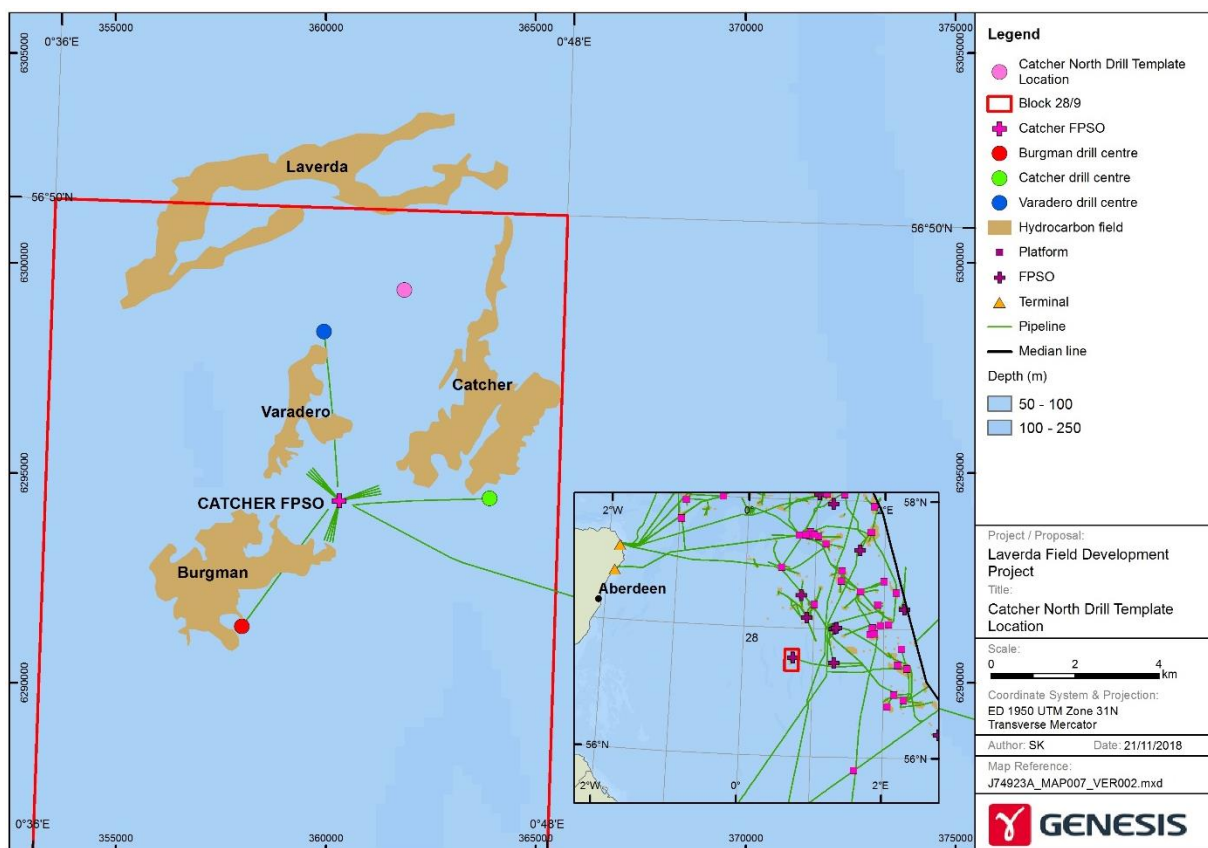 355000
360000
365000
370000
375000
0°36'E
0°48'E
6305000
6305000
Laverda
56°50'N
56°50'N
6300000
6300000
Catcher
Varadero
6295000
6295000
CATCHER FPSO
Burgman
6290000
6290000
0°36'E
0°48'E
355000
360000
365000
370000
375000
2°W
0°
2°E
58°N
Aberdeen
28
56°N
56°N
2°W
0°
2°E
Legend
Catcher North Drill Template
Location
Block 28/9
Catcher FPSO
Burgman drill centre
Catcher drill centre
Varadero drill centre
Hydrocarbon field
Platform
FPSO
Terminal
Pipeline
Median line
Depth (m)
50 - 100
100 - 250
Project / Proposal:
Laverda Field Development
Project
Title:
Catcher North Drill Template
Location
Scale:
0 2 4
km
Coordinate System & Projection:
ED 1950 UTM Zone 31N
Transverse Mercator
Author: SK Date: 21/11/2018
Map Reference:
J74923A_MAP007_VER002.mxd
GENESIS